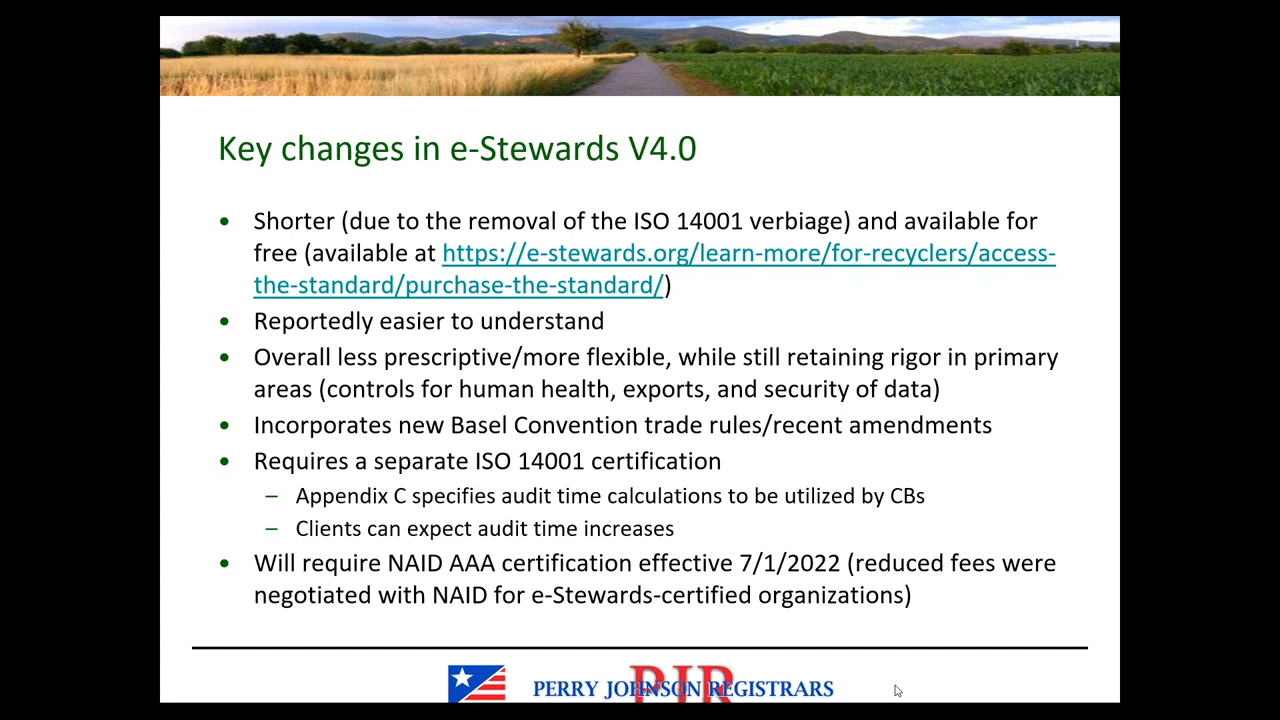 Key changes in e-Stewards V4.0
• Shorter (due to the removal of the ISO 14001 verbiage) and available for
free (available at https://e-stewards.org/learn-more/for-recyclers/access-
the-standard/purchase-the-standard/)
• Reportedly easier to understand
• Overall less prescriptive/more flexible, while still retaining rigor in primary
areas (controls for human health, exports, and security of data)
• Incorporates new Basel Convention trade rules/recent amendments
• Requires a separate ISO 14001 certification
– Appendix C specifies audit time calculations to be utilized by CBs
– Clients can expect audit time increases
• Will require NAID AAA certification effective 7/1/2022 (reduced fees were
negotiated with NAID for e-Stewards-certified organizations)
PJR
PERRY JOHNSON REGISTRARS